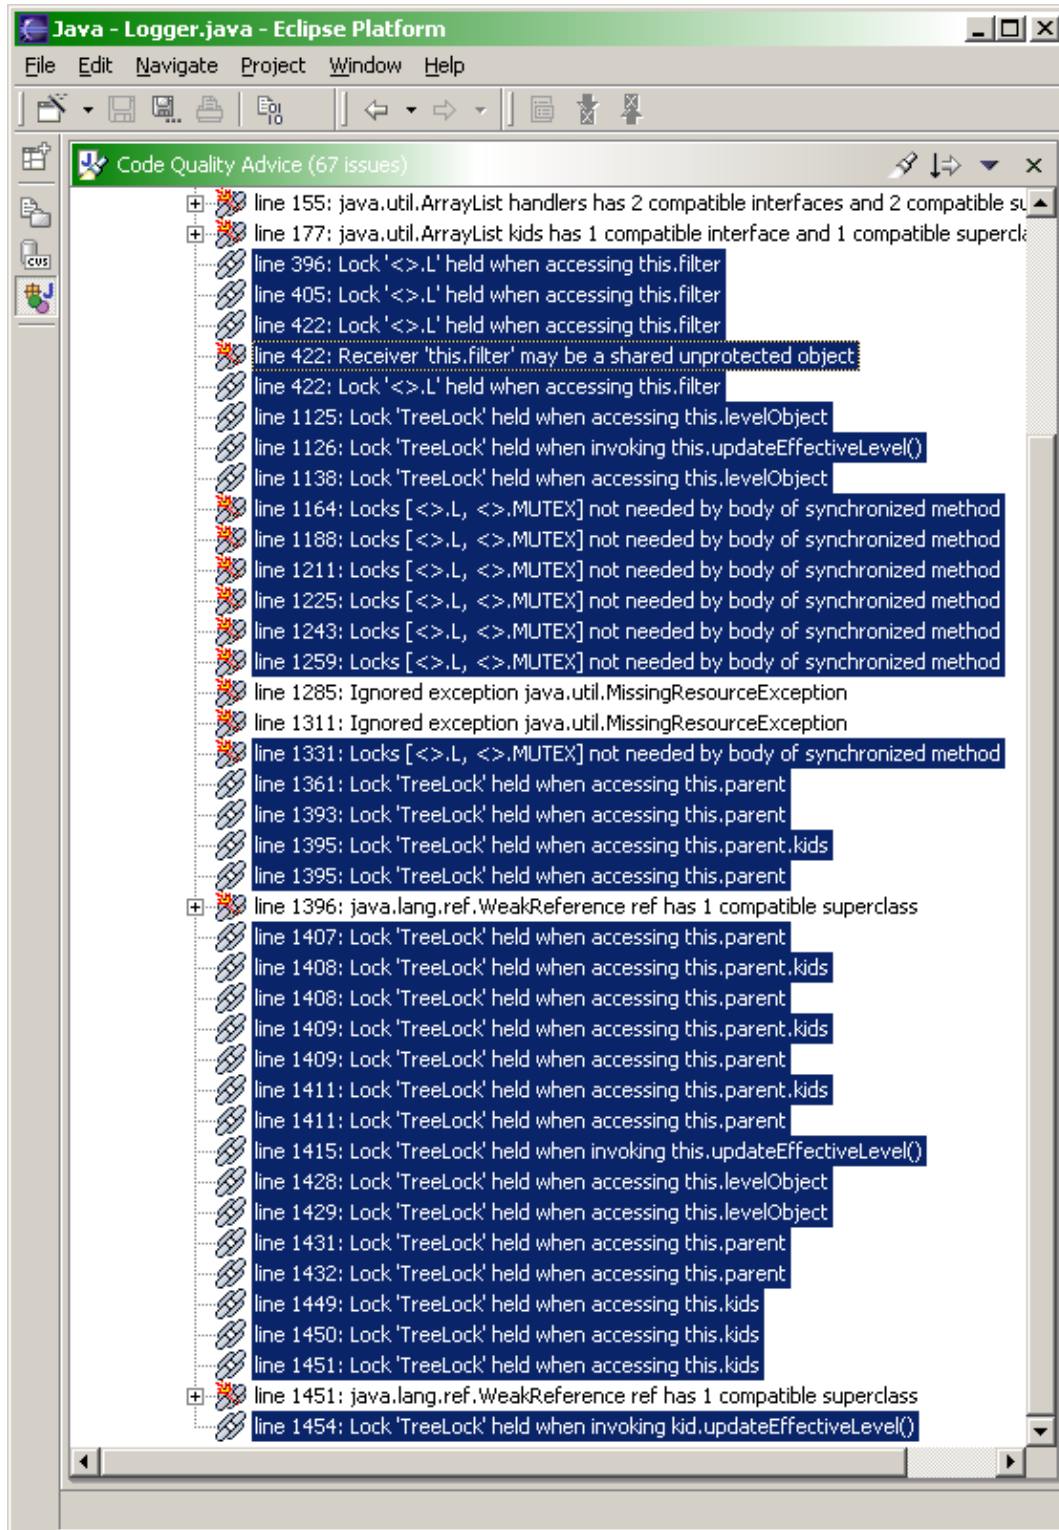 Java - Logger.java - Eclipse Platform
File Edit Navigate Project Window Help
Code Quality Advice (67 issues)
line 155: java.util.ArrayList handlers has 2 compatible interfaces and 2 compatible su
line 177: java.util.ArrayList kids has 1 compatible interface and 1 compatible supercla
line 396: Lock '<>.L' held when accessing this.filter
line 405: Lock '<>.L' held when accessing this.filter
line 422: Lock '<>.L' held when accessing this.filter
line 422: Receiver 'this.filter' may be a shared unprotected object
line 422: Lock '<>.L' held when accessing this.filter
line 1125: Lock 'TreeLock' held when accessing this.levelObject
line 1126: Lock 'TreeLock' held when invoking this.updateEffectiveLevel()
line 1138: Lock 'TreeLock' held when accessing this.levelObject
line 1164: Locks [<>.L, <>.MUTEX] not needed by body of synchronized method
line 1188: Locks [<>.L, <>.MUTEX] not needed by body of synchronized method
line 1211: Locks [<>.L, <>.MUTEX] not needed by body of synchronized method
line 1225: Locks [<>.L, <>.MUTEX] not needed by body of synchronized method
line 1243: Locks [<>.L, <>.MUTEX] not needed by body of synchronized method
line 1259: Locks [<>.L, <>.MUTEX] not needed by body of synchronized method
line 1285: Ignored exception java.util.MissingResourceException
line 1311: Ignored exception java.util.MissingResourceException
line 1331: Locks [<>.L, <>.MUTEX] not needed by body of synchronized method
line 1361: Lock 'TreeLock' held when accessing this.parent
line 1393: Lock 'TreeLock' held when accessing this.parent
line 1395: Lock 'TreeLock' held when accessing this.parent.kids
line 1395: Lock 'TreeLock' held when accessing this.parent
line 1396: java.lang.ref.WeakReference ref has 1 compatible superclass
line 1407: Lock 'TreeLock' held when accessing this.parent
line 1408: Lock 'TreeLock' held when accessing this.parent.kids
line 1408: Lock 'TreeLock' held when accessing this.parent
line 1409: Lock 'TreeLock' held when accessing this.parent.kids
line 1409: Lock 'TreeLock' held when accessing this.parent
line 1411: Lock 'TreeLock' held when accessing this.parent.kids
line 1411: Lock 'TreeLock' held when accessing this.parent
line 1415: Lock 'TreeLock' held when invoking this.updateEffectiveLevel()
line 1428: Lock 'TreeLock' held when accessing this.levelObject
line 1429: Lock 'TreeLock' held when accessing this.levelObject
line 1431: Lock 'TreeLock' held when accessing this.parent
line 1432: Lock 'TreeLock' held when accessing this.parent
line 1449: Lock 'TreeLock' held when accessing this.kids
line 1450: Lock 'TreeLock' held when accessing this.kids
line 1451: Lock 'TreeLock' held when accessing this.kids
line 1451: java.lang.ref.WeakReference ref has 1 compatible superclass
line 1454: Lock 'TreeLock' held when invoking kid.updateEffectiveLevel()